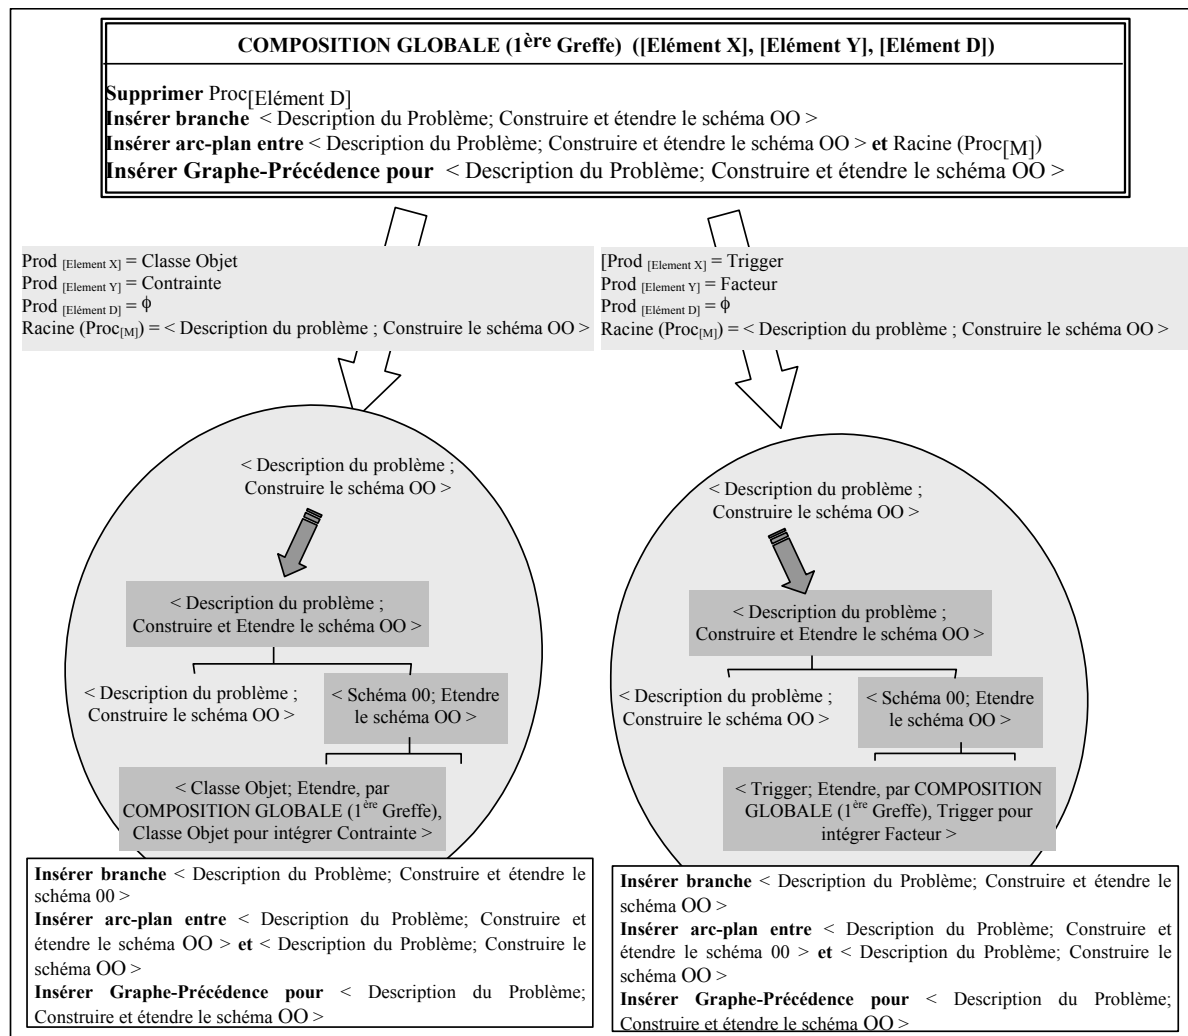 COMPOSITION GLOBALE (1ère Greffe) ([Elément X], [Elément Y], [Elément D])
Supprimer Proc[Elément D]
Insérer branche < Description du Problème; Construire et étendre le schéma OO >
Insérer arc-plan entre < Description du Problème; Construire et étendre le schéma OO > et Racine (Proc[M])
Insérer Graphe-Précédence pour < Description du Problème; Construire et étendre le schéma OO >
Prod [Element X] = Classe Objet
Prod [Element Y] = Contrainte
Prod [Elément D] = ϕ
Racine (Proc[M]) = < Description du problème ; Construire le schéma OO >
[Prod [Element X] = Trigger
Prod [Element Y] = Facteur
Prod [Elément D] = ϕ
Racine (Proc[M]) = < Description du problème ; Construire le schéma OO >
< Description du problème ;
Construire le schéma OO >
< Description du problème ;
Construire et Etendre le schéma OO >
< Description du problème ;
Construire le schéma OO >
< Schéma 00; Etendre
le schéma OO >
< Classe Objet; Etendre, par
COMPOSITION GLOBALE (1ère Greffe),
Classe Objet pour intégrer Contrainte >
Insérer branche < Description du Problème; Construire et étendre le
schéma 00 >
Insérer arc-plan entre < Description du Problème; Construire et
étendre le schéma OO > et < Description du Problème; Construire le
schéma OO >
Insérer Graphe-Précédence pour < Description du Problème;
Construire et étendre le schéma OO >
< Description du problème ;
Construire le schéma OO >
< Description du problème ;
Construire et Etendre le schéma OO >
< Description du problème ;
Construire le schéma OO >
< Schéma 00; Etendre
le schéma OO >
< Trigger; Etendre, par COMPOSITION
GLOBALE (1ère Greffe), Trigger pour
intégrer Facteur >
Insérer branche < Description du Problème; Construire et étendre le
schéma OO >
Insérer arc-plan entre < Description du Problème; Construire et
étendre le schéma 00 > et < Description du Problème; Construire le
schéma OO >
Insérer Graphe-Précédence pour < Description du Problème;
Construire et étendre le schéma OO >